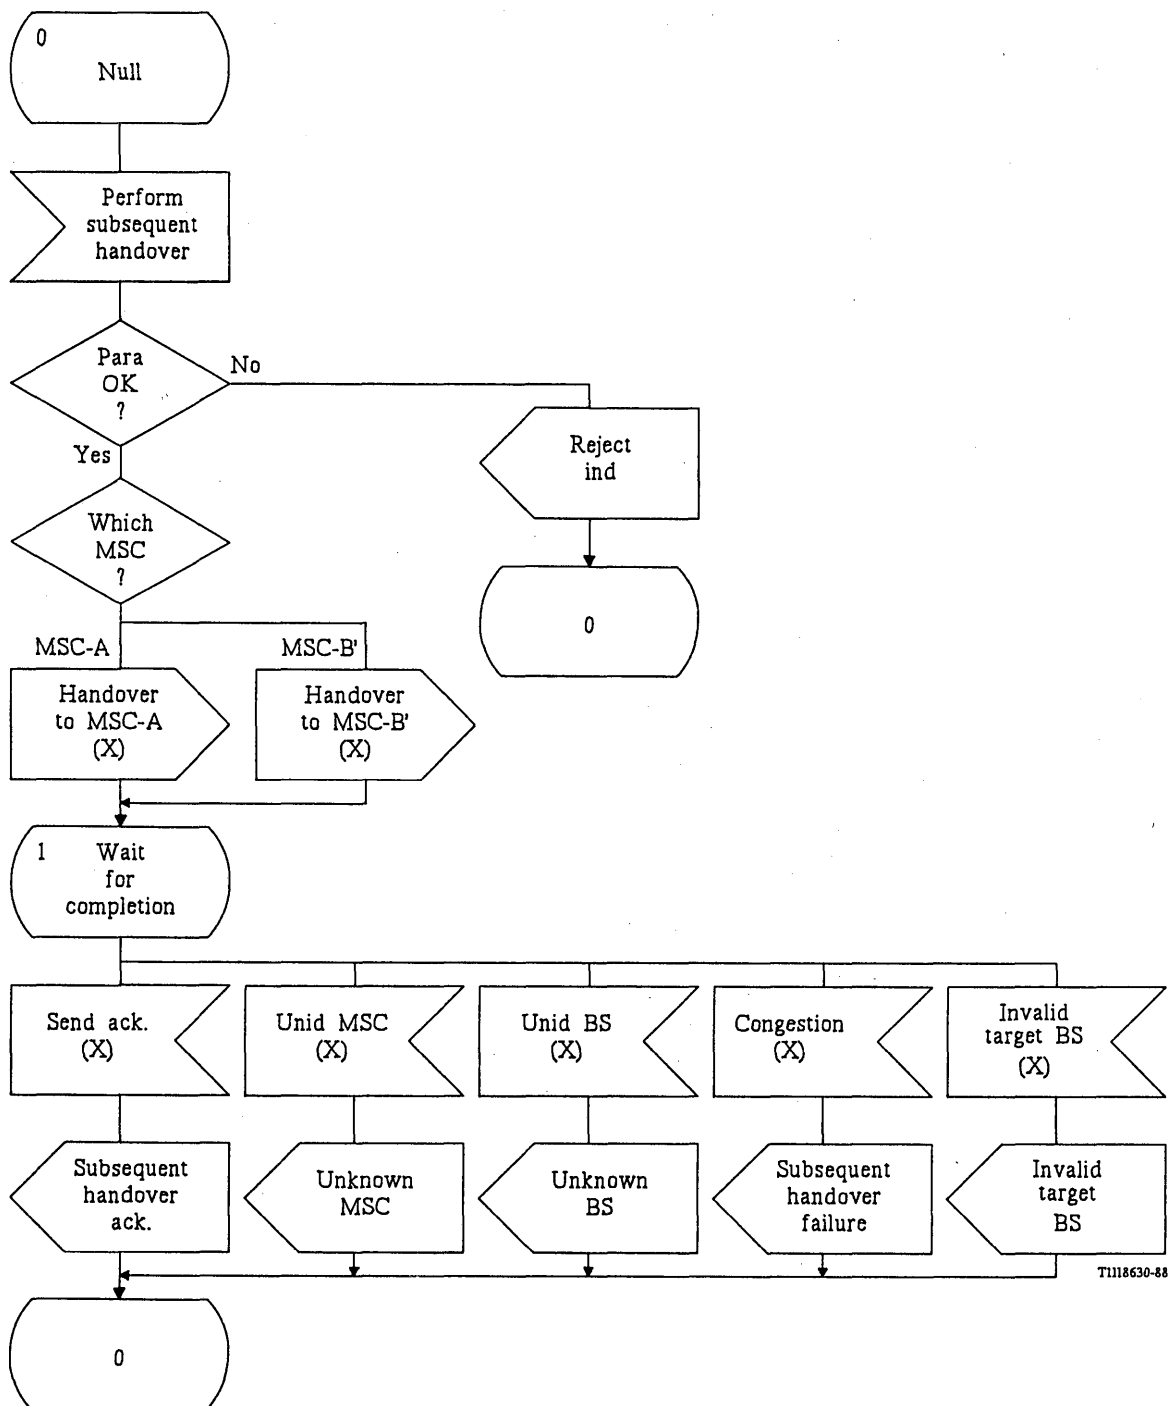 0
Null
Perform
subsequent
handover
Para
OK
?
No
Yes
Reject
ind
Which
MSC
?
0
MSC-A
MSC-B'
Handover
to MSC-A
(X)
Handover
to MSC-B'
(X)
1 Wait
for
completion
Send ack.
(X)
Unid MSC
(X)
Unid BS
(X)
Congestion
(X)
Invalid
target BS
(X)
Subsequent
handover
ack.
Unknown
MSC
Unknown
BS
Subsequent
handover
failure
Invalid
target
BS
T1118630-88
0